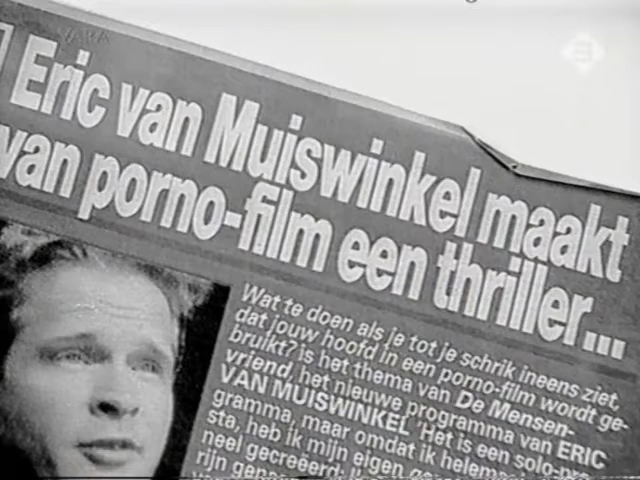 VARA
3
Eric van Muiswinkel maakt
van porno-film een thriller...
Wat te doen als je tot je schrik ineens ziet,
dat jouw hoofd in een porno-film wordt ge-
bruikt? is het thema van De Mensen-
vriend, het nieuwe programma van ERIC
VAN MUISWINKEL. 'Het is een solo-pro-
gramma, maar omdat ik helemaal
sta, heb ik mijn eigen
neel gecreëerd: